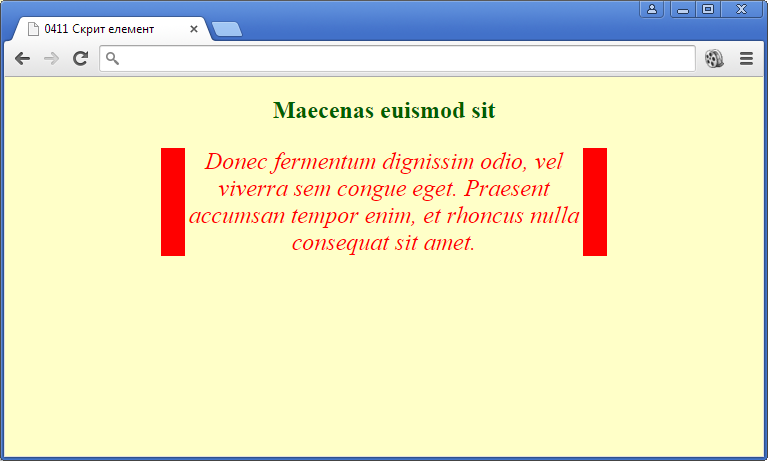 0411 Скрит елемент
Maecenas euismod sit
Donec fermentum dignissim odio, vel
viverra sem congue eget. Praesent
accumsan tempor enim, et rhoncus nulla
consequat sit amet.